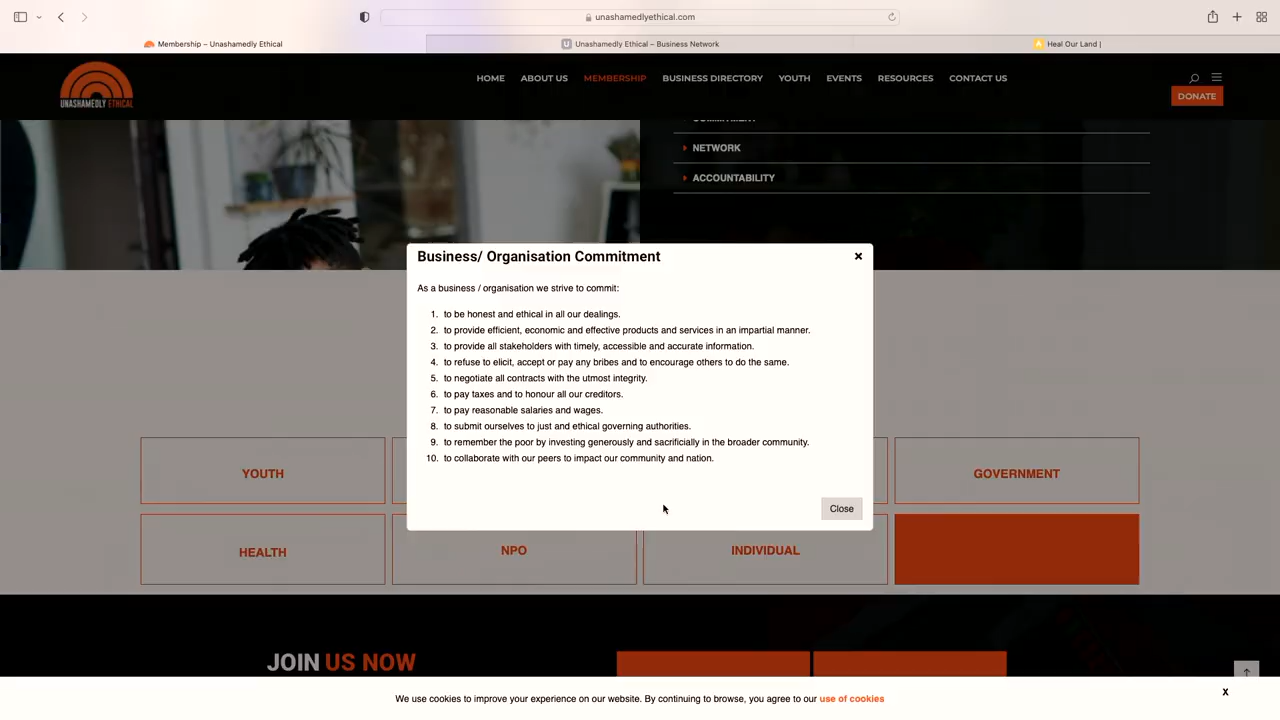 unashamedlyethical.com
Membership – Unashamedly Ethical
Unashamedly Ethical – Business Network
Heal Our Land |
UNASHAMEDLY ETHICAL
HOME
ABOUT US
MEMBERSHIP
BUSINESS DIRECTORY
YOUTH
EVENTS
RESOURCES
CONTACT US
DONATE
NETWORK
ACCOUNTABILITY
Business/ Organisation Commitment
As a business / organisation we strive to commit:
1. to be honest and ethical in all our dealings.
2. to provide efficient, economic and effective products and services in an impartial manner.
3. to provide all stakeholders with timely, accessible and accurate information.
4. to refuse to elicit, accept or pay any bribes and to encourage others to do the same.
5. to negotiate all contracts with the utmost integrity.
6. to pay taxes and to honour all our creditors.
7. to pay reasonable salaries and wages.
8. to submit ourselves to just and ethical governing authorities.
9. to remember the poor by investing generously and sacrificially in the broader community.
10. to collaborate with our peers to impact our community and nation.
Close
YOUTH
GOVERNMENT
HEALTH
NPO
INDIVIDUAL
JOIN US NOW
We use cookies to improve your experience on our website. By continuing to browse, you agree to our use of cookies
X